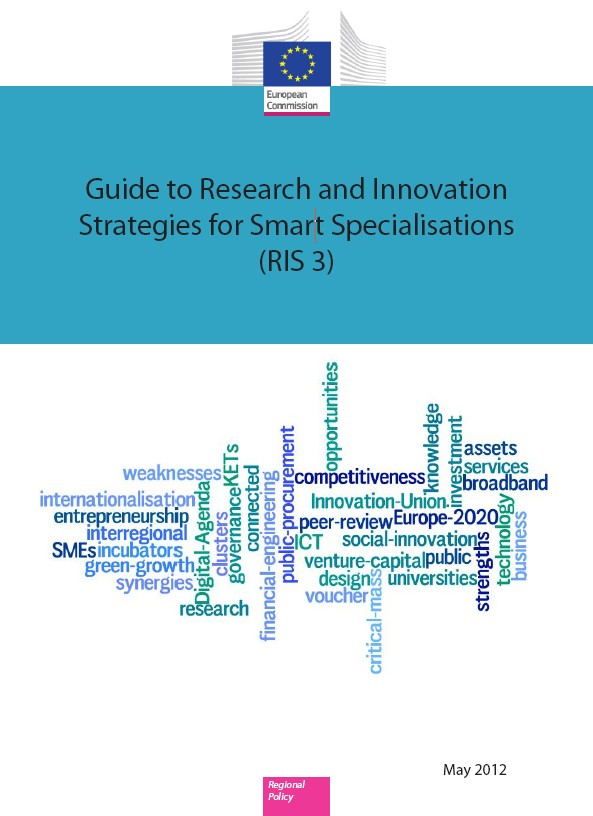 European
Commission
Guide to Research and Innovation
Strategies for Smart Specialisations
(RIS 3)
opportunities
knowledge
investment
assets
services
broadband
weaknesses
KETs
public-procurement
competitiveness
internationalisation
Digital-Agenda
connected
financial-engineering
Innovation-Union
technology
business
entrepreneurship
clusters
governance
peer-review
Europe-2020
interregional
ICT
social-innovation
SMEs
incubators
venture-capital
public
strengths
green-growth
design
universities
synergies
voucher
critical-mass
research
May 2012
Regional
Policy